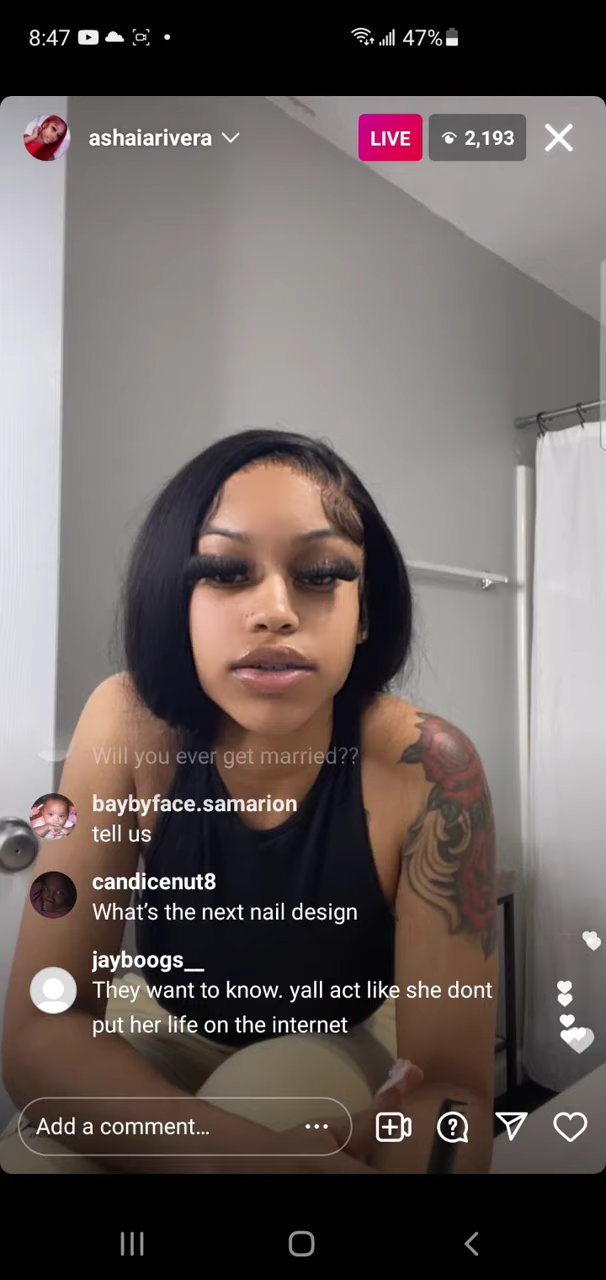 8:47
47%
ashaiarivera
LIVE
2,193
Will you ever get married??
baybyface.samarion
tell us
candicenut8
What's the next nail design
jayboogs__
They want to know. yall act like she dont
put her life on the internet
Add a comment...